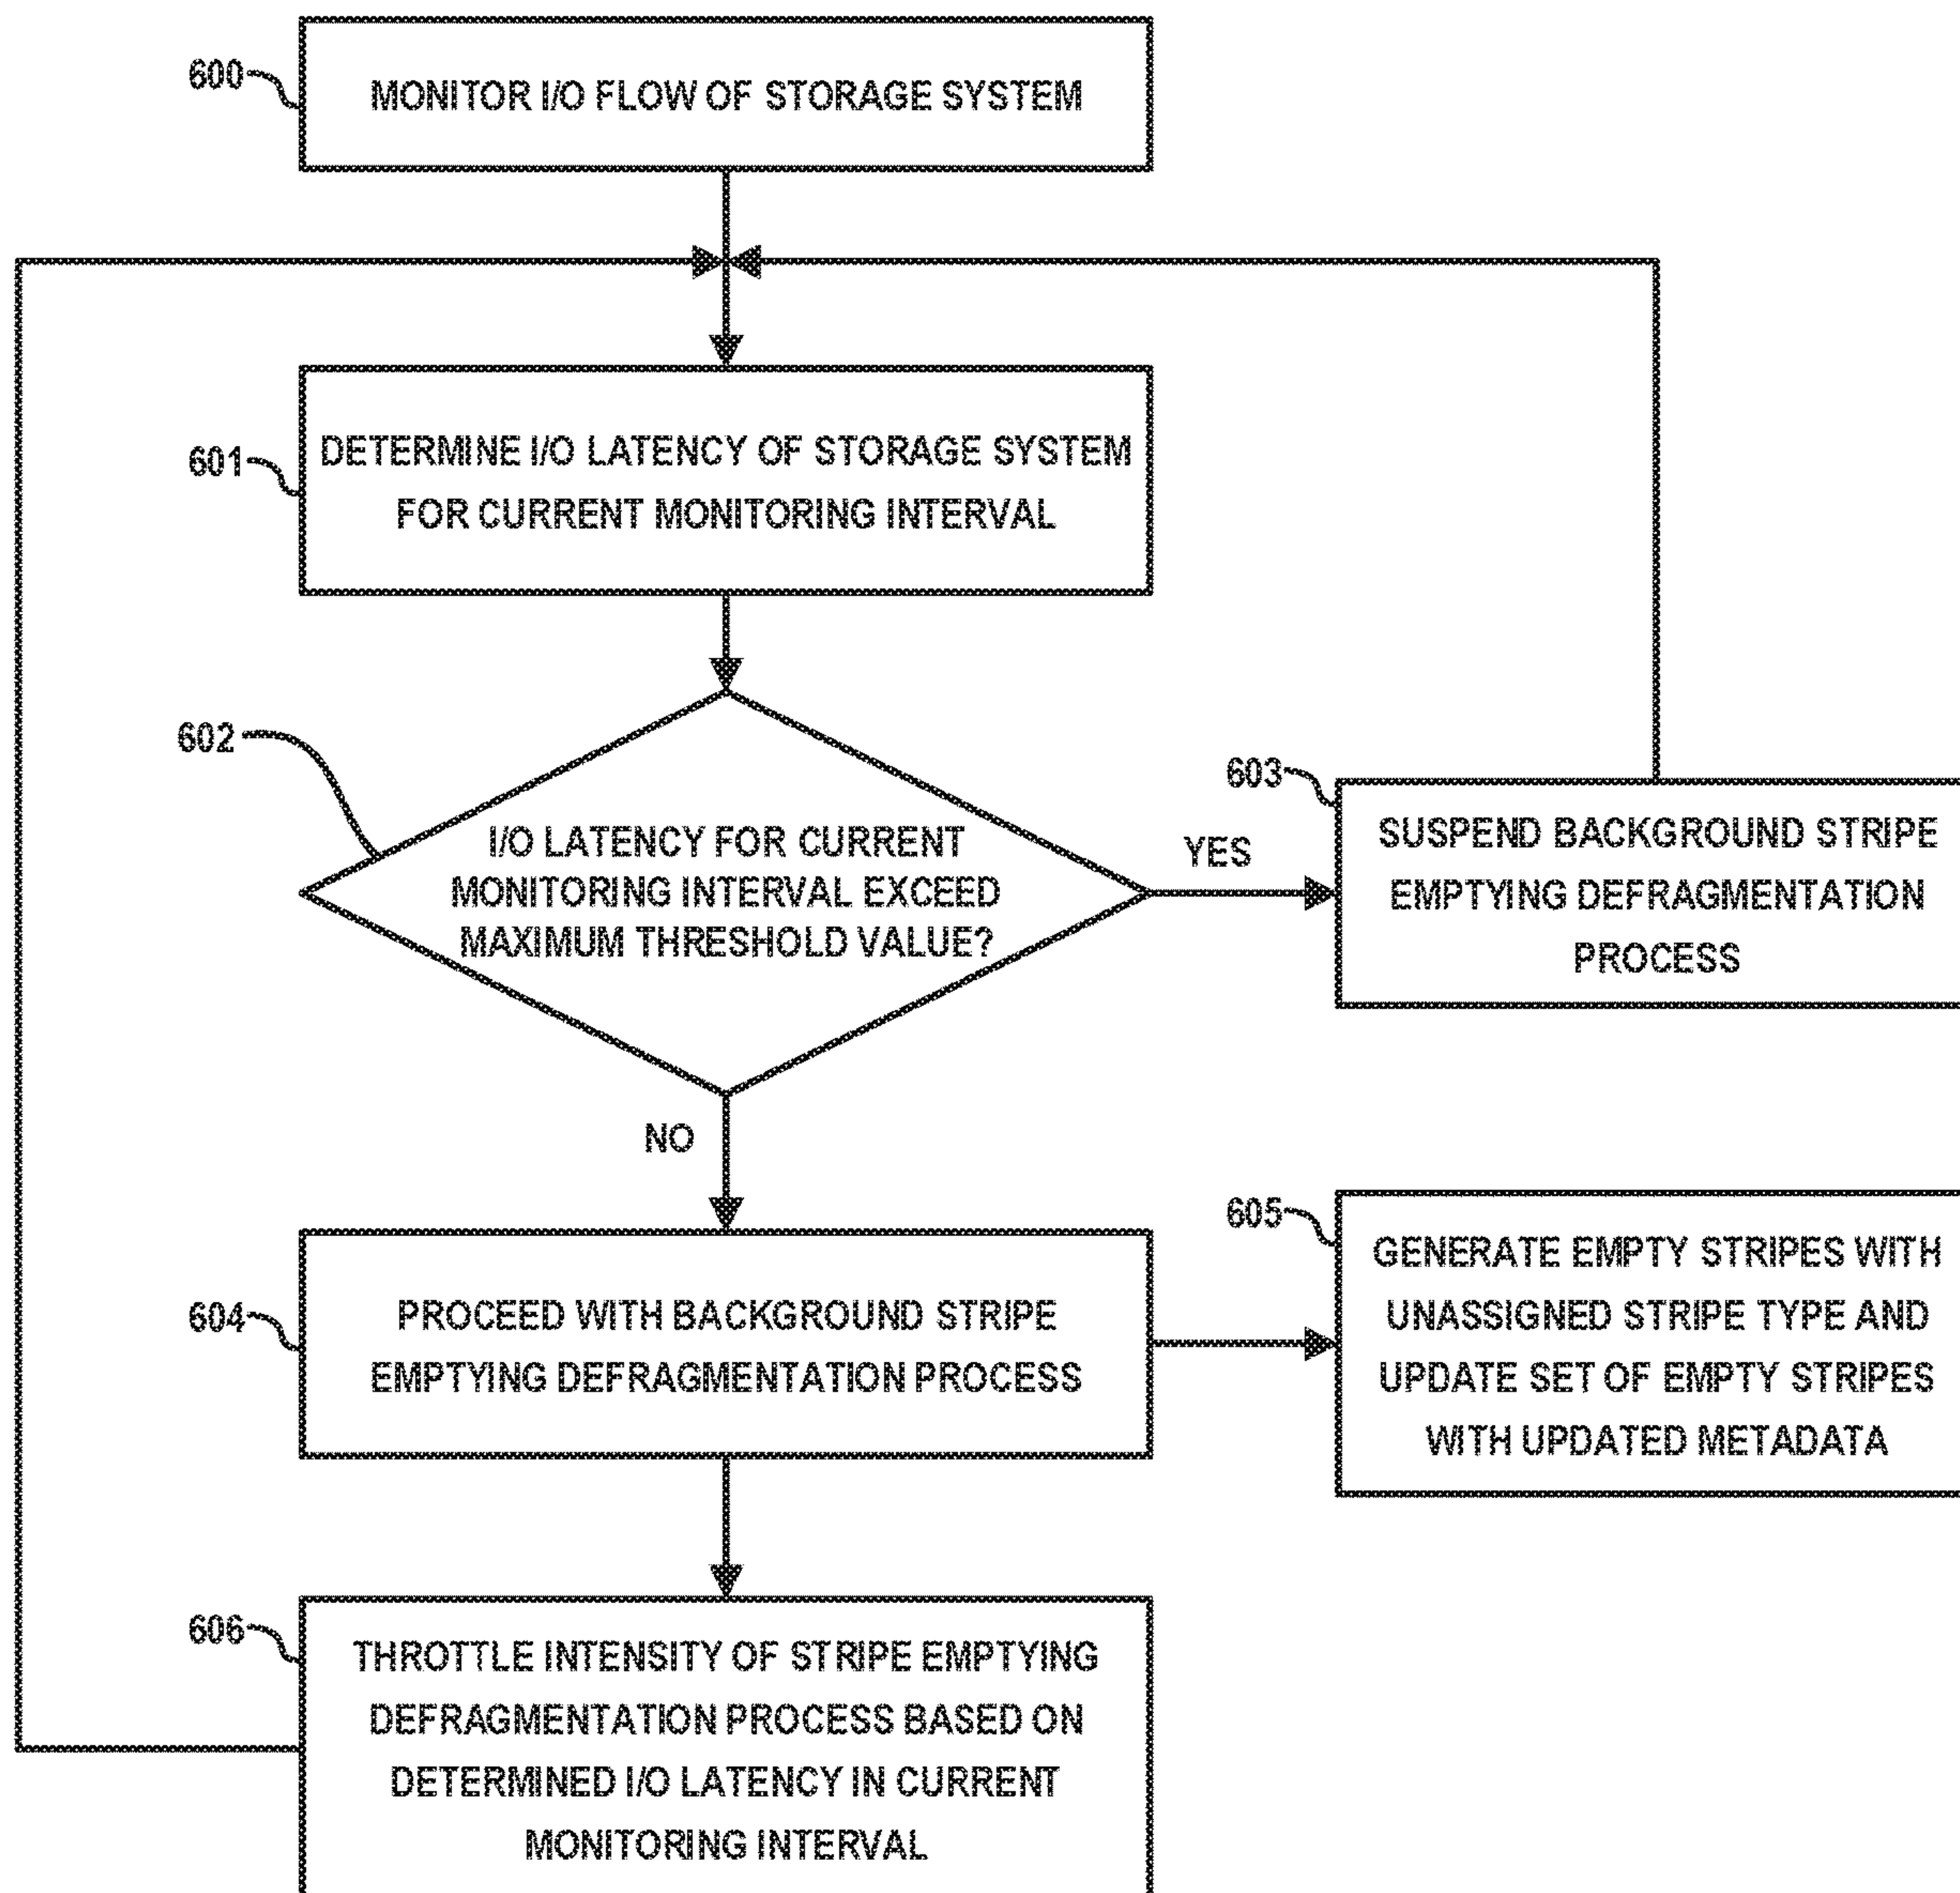 600
MONITOR I/O FLOW OF STORAGE SYSTEM
601
DETERMINE I/O LATENCY OF STORAGE SYSTEM
FOR CURRENT MONITORING INTERVAL
602
I/O LATENCY FOR CURRENT
MONITORING INTERVAL EXCEED
MAXIMUM THRESHOLD VALUE?
YES
603
SUSPEND BACKGROUND STRIPE
EMPTYING DEFRAGMENTATION
PROCESS
NO
604
PROCEED WITH BACKGROUND STRIPE
EMPTYING DEFRAGMENTATION PROCESS
605
GENERATE EMPTY STRIPES WITH
UNASSIGNED STRIPE TYPE AND
UPDATE SET OF EMPTY STRIPES
WITH UPDATED METADATA
606
THROTTLE INTENSITY OF STRIPE EMPTYING
DEFRAGMENTATION PROCESS BASED ON
DETERMINED I/O LATENCY IN CURRENT
MONITORING INTERVAL